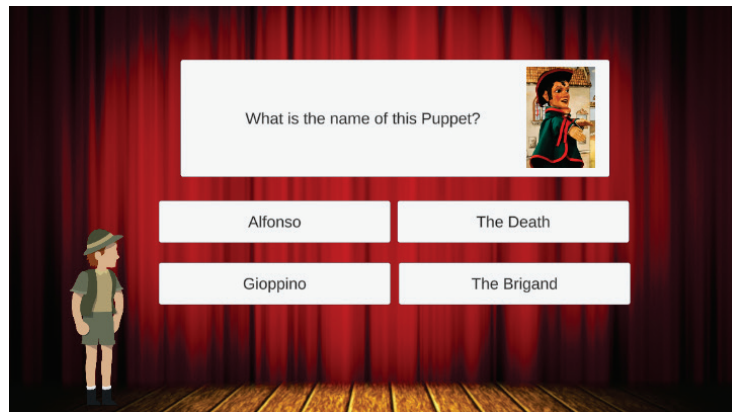 What is the name of this Puppet?
Alfonso
The Death
Gioppino
The Brigand